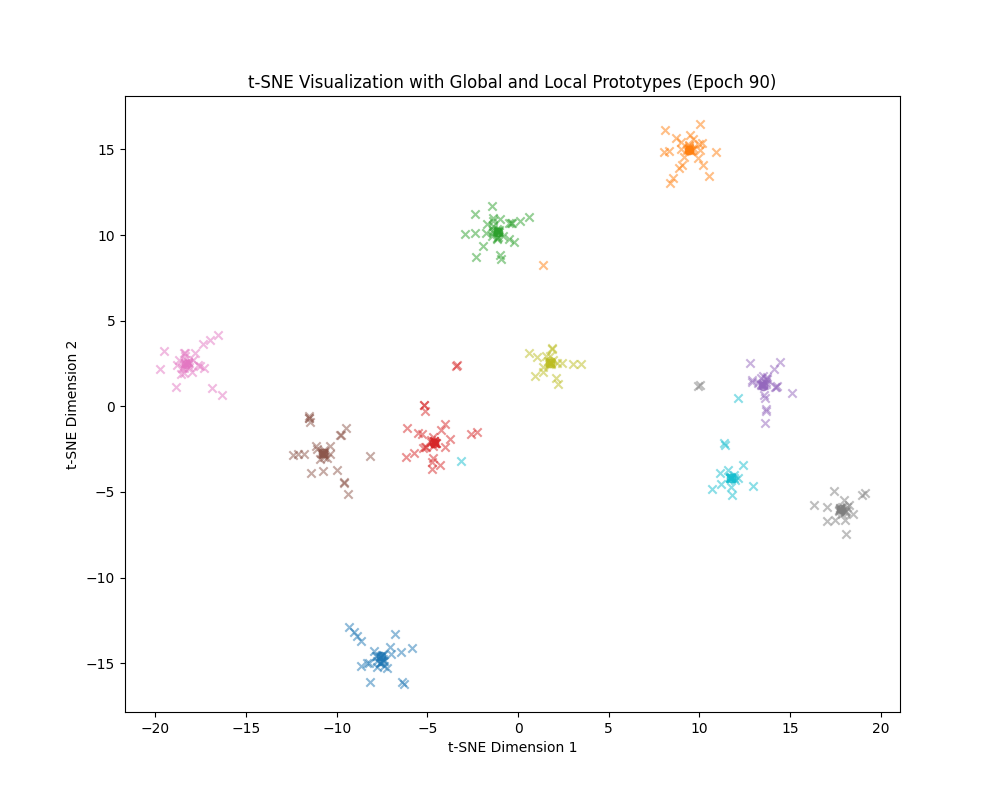 t-SNE Visualization with Global and Local Prototypes (Epoch 90)
15
10
5
0
−5
−10
−15
t-SNE Dimension 2
−20 −15 −10 −5 0 5 10 15 20
t-SNE Dimension 1